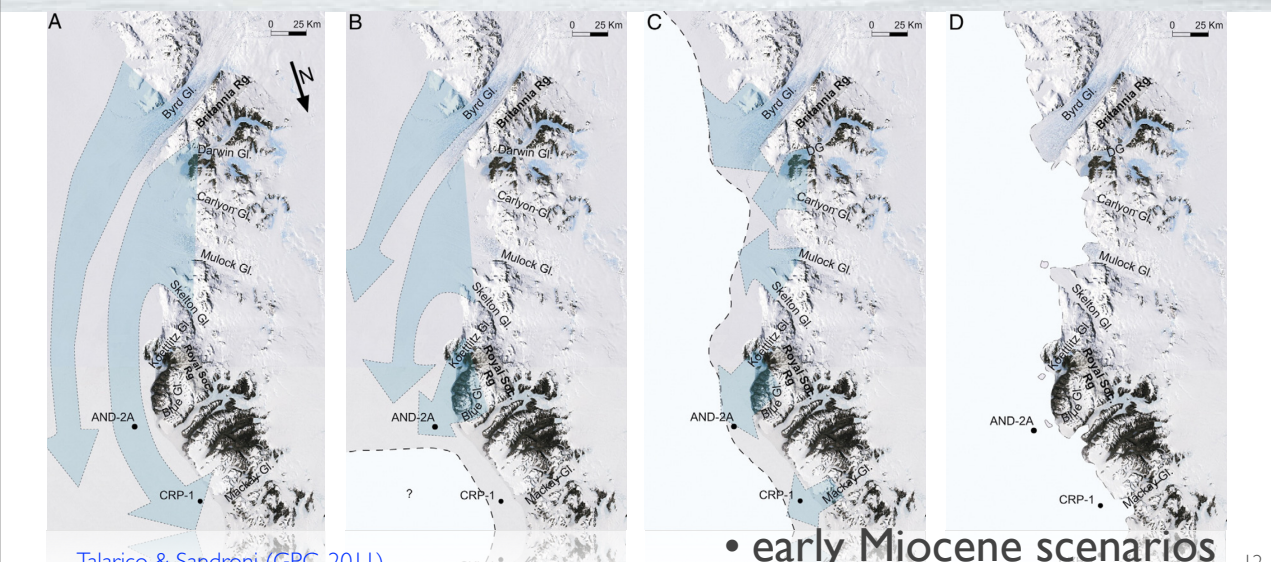 A
0 25 Km
N
Byrd Gl.
Britannia Rg
Darwin Gl.
Carlyon Gl.
Mulock Gl.
Skelton Gl.
Koettlitz Gl.
Royal Soc. Rg
Blue Gl.
AND-2A
Mackay Gl.
CRP-1
B
0 25 Km
Byrd Gl.
Britannia Rg
Darwin Gl.
Carlyon Gl.
Mulock Gl.
Skelton Gl.
Koettlitz Gl.
Royal Soc. Rg
Blue Gl.
AND-2A
Mackay Gl.
?
CRP-1
C
0 25 Km
Byrd Gl.
Britannia Rg
DG
Carlyon Gl.
Mulock Gl.
Skelton Gl.
Koettlitz Gl.
Royal Soc.
Rg
Blue Gl.
AND-2A
Mackay Gl.
CRP-1
D
0 25 Km
Byrd Gl.
Britannia Rg
DG
Carlyon Gl.
Mulock Gl.
Skelton Gl.
Koettlitz Gl.
Royal Soc.
Rg
Blue Gl.
AND-2A
Mackay Gl.
CRP-1
Talarico & Sandroni (GPC, 2011)
• early Miocene scenarios
12